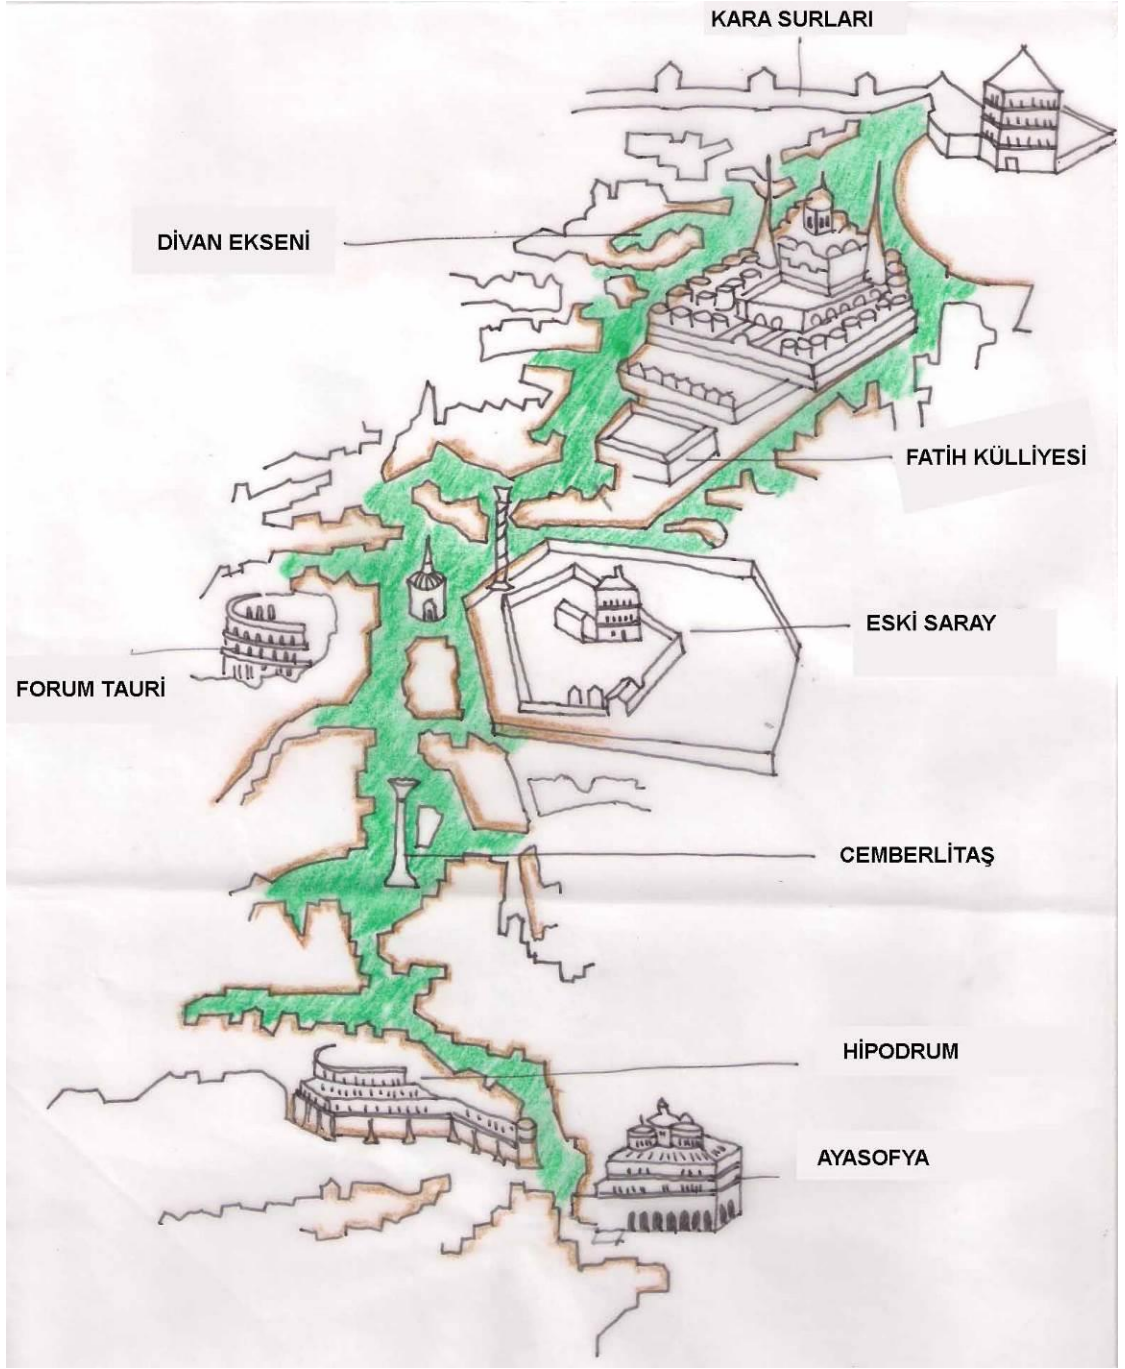 KARA SURLARI
DİVAN EKSENİ
FATİH KÜLLİYESİ
ESKİ SARAY
FORUM TAURİ
CEMBERLİTAŞ
HİPODRUM
AYASOFYA